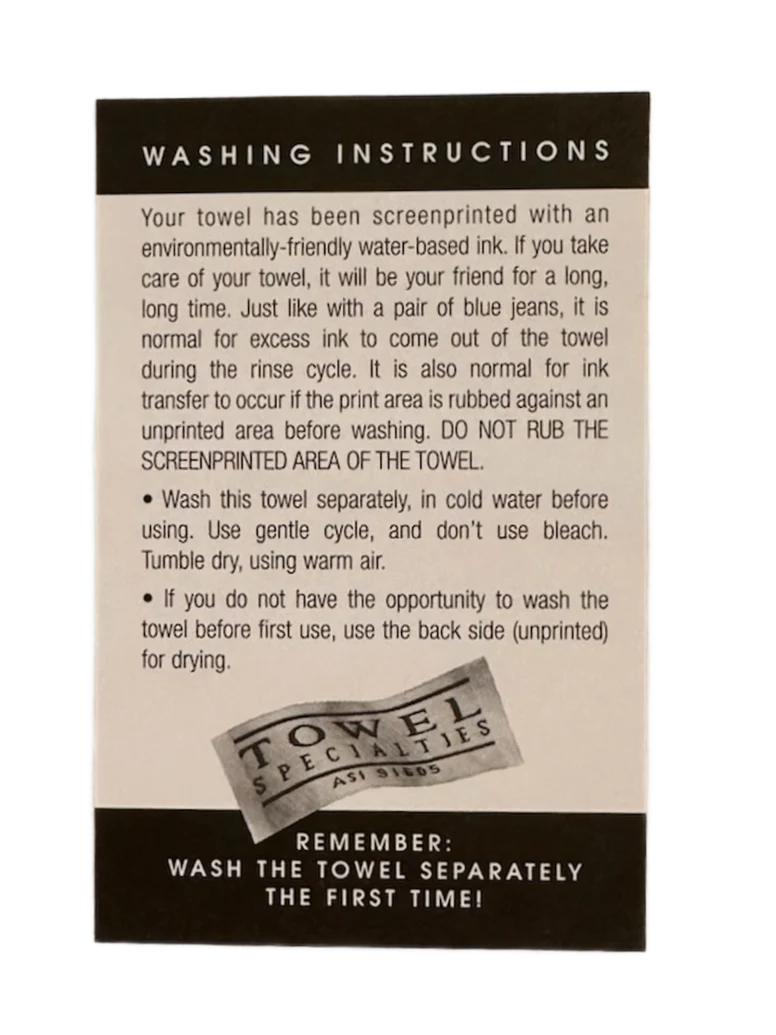 WASHING INSTRUCTIONS
Your towel has been screenprinted with an
environmentally-friendly water-based ink. If you take
care of your towel, it will be your friend for a long,
long time. Just like with a pair of blue jeans, it is
normal for excess ink to come out of the towel
during the rinse cycle. It is also normal for ink
transfer to occur if the print area is rubbed against an
unprinted area before washing. DO NOT RUB THE
SCREENPRINTED AREA OF THE TOWEL.
• Wash this towel separately, in cold water before
using. Use gentle cycle, and don't use bleach.
Tumble dry, using warm air.
• If you do not have the opportunity to wash the
towel before first use, use the back side (unprinted)
for drying.
TOWEL
SPECIALTIES
ASI 91605
REMEMBER:
WASH THE TOWEL SEPARATELY
THE FIRST TIME!